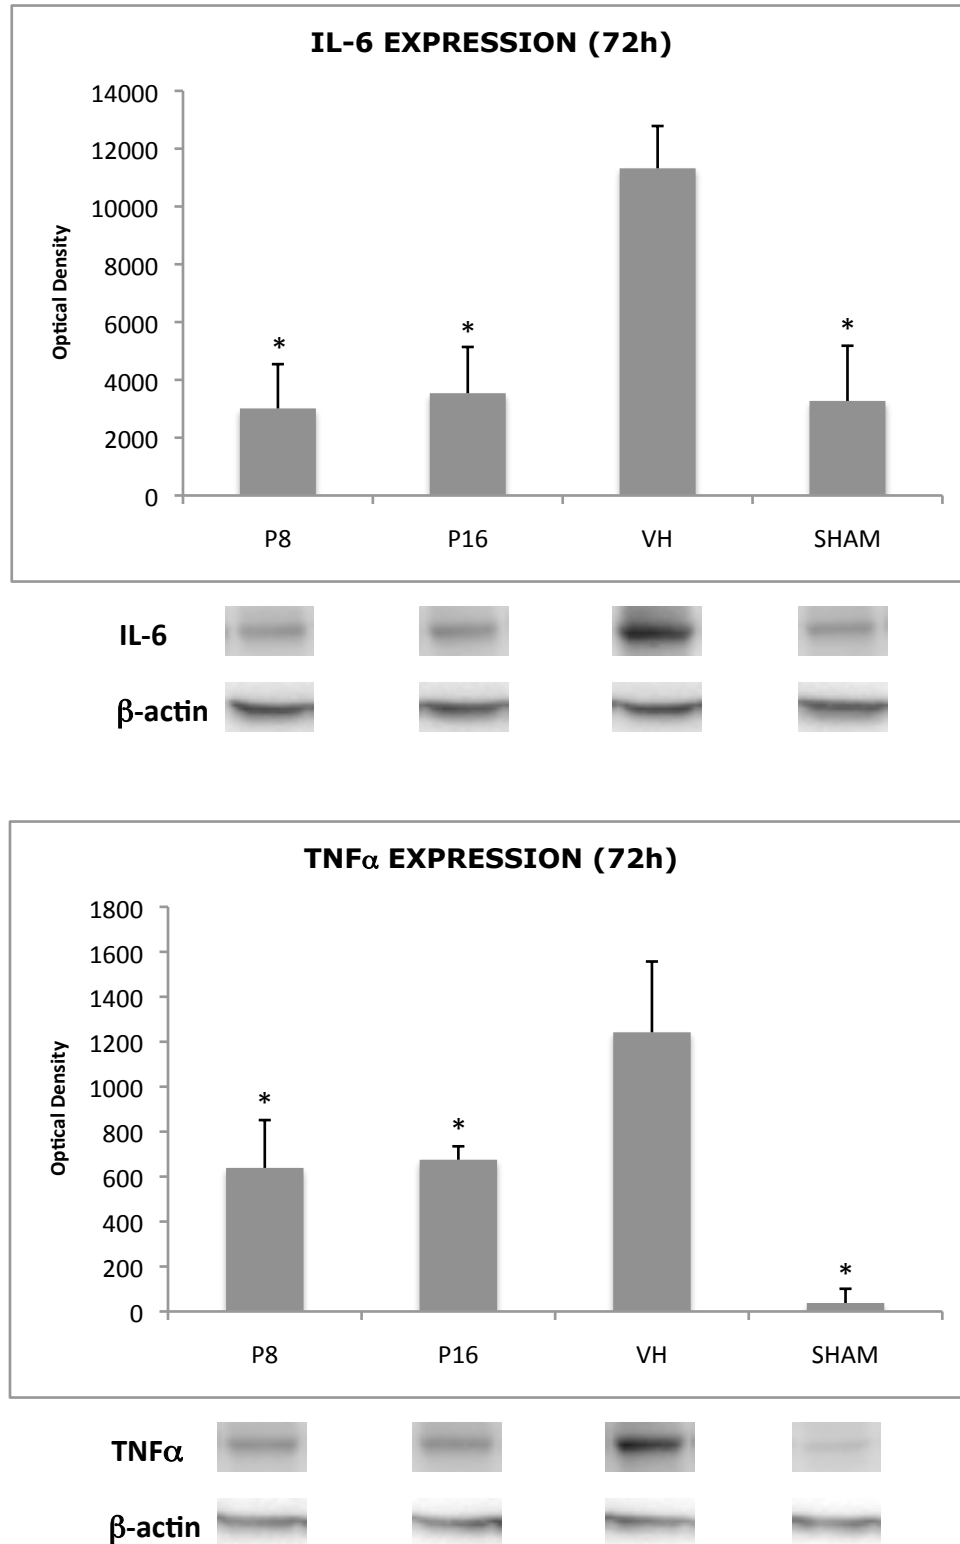 IL-6 EXPRESSION (72h)
14000
12000
10000
8000
6000
4000
2000
0
Optical Density
* * *
P8 P16 VH SHAM
IL-6
β-actin
TNFα EXPRESSION (72h)
1800
1600
1400
1200
1000
800
600
400
200
0
Optical Density
* * *
P8 P16 VH SHAM
TNFα
β-actin